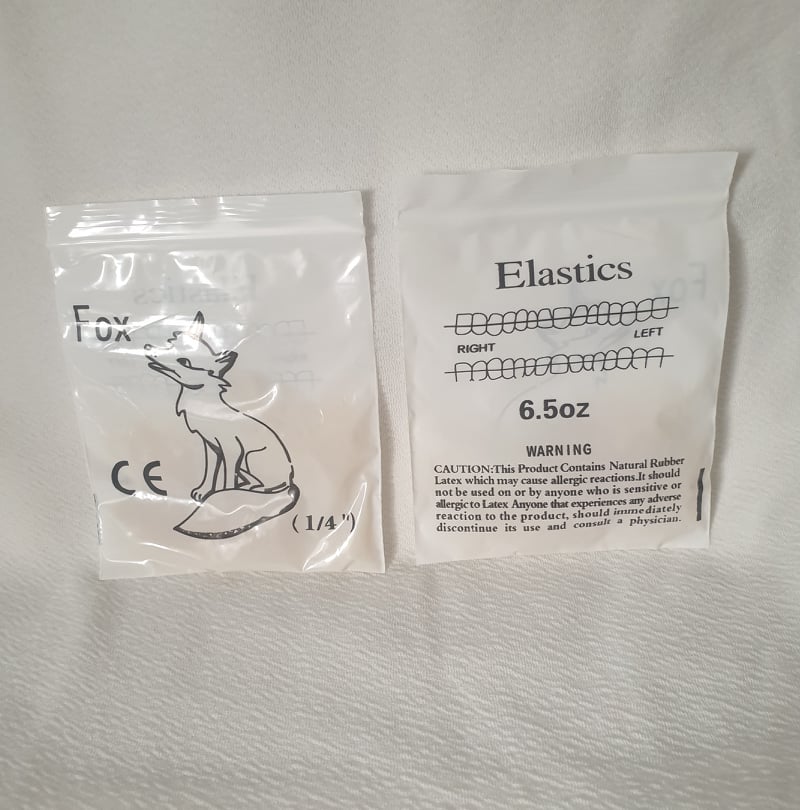 Fox
CE
(1/4")
Elastics
RIGHT
LEFT
6.5oz
WARNING
CAUTION:This Product Contains Natural Rubber
Latex which may cause allergic reactions.It should
not be used on or by anyone who is sensitive or
allergic to Latex Anyone that experiences any adverse
reaction to the product, should immediately
discontinue its use and consult a physician.